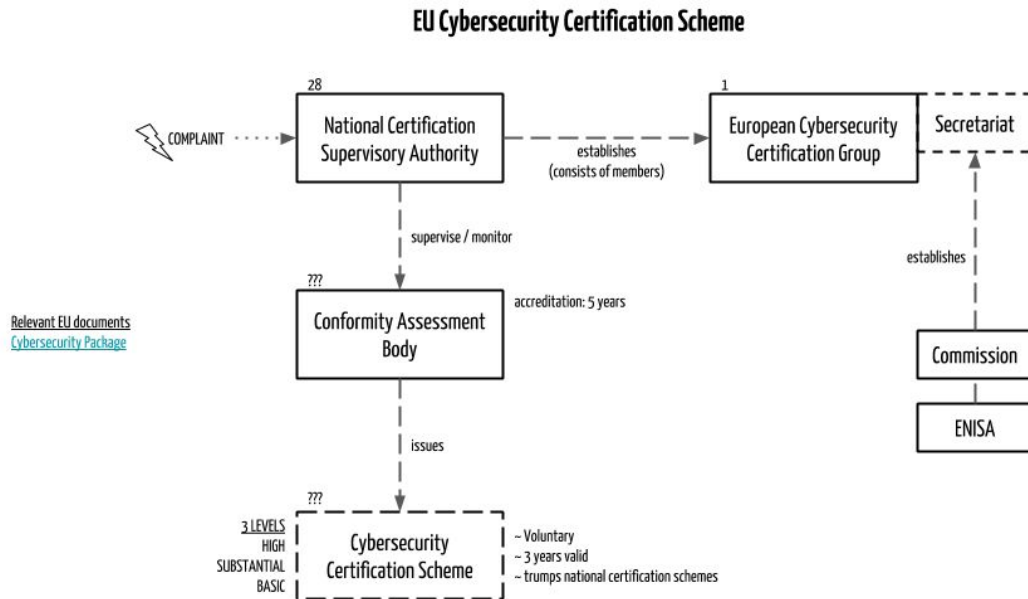 EU Cybersecurity Certification Scheme
28
1
COMPLAINT
National Certification
Supervisory Authority
establishes
(consists of members)
European Cybersecurity
Certification Group
Secretariat
supervise / monitor
establishes
???
accreditation: 5 years
Conformity Assessment
Body
Relevant EU documents
Cybersecurity Package
Commission
ENISA
issues
???
3 LEVELS
HIGH
SUBSTANTIAL
BASIC
Cybersecurity
Certification Scheme
~ Voluntary
~ 3 years valid
~ trumps national certification schemes